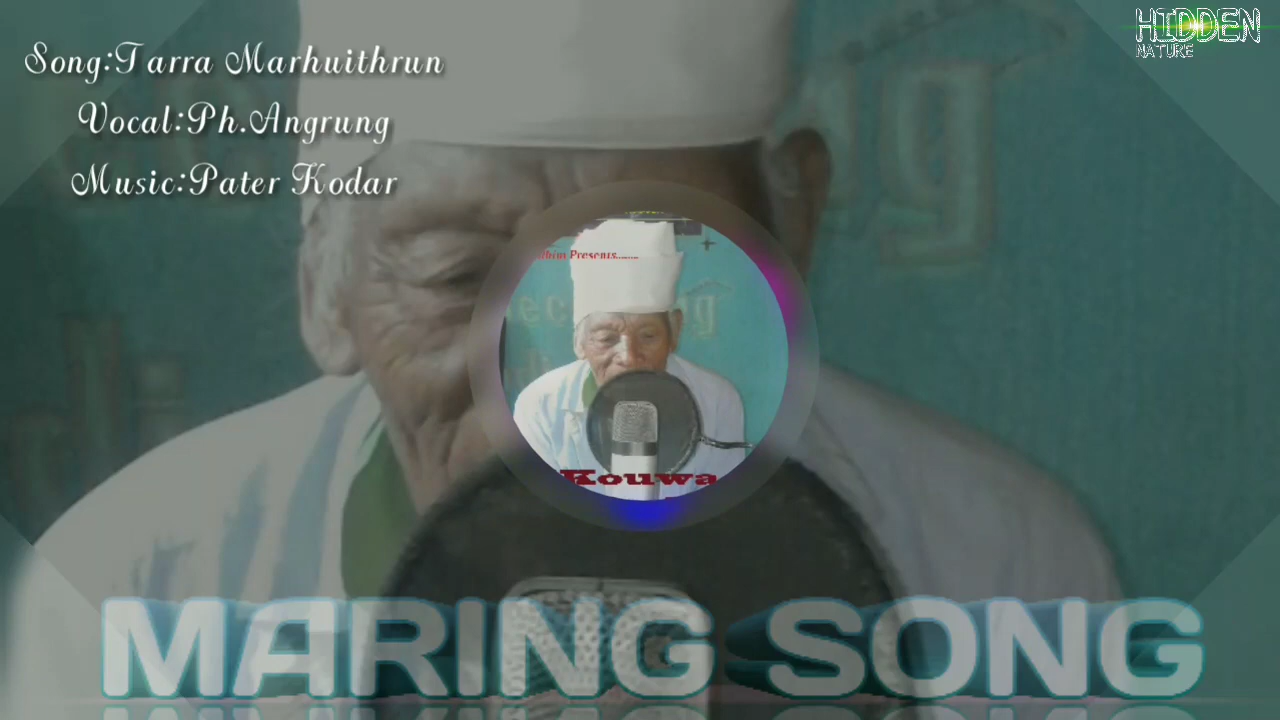 Song:Tarra Marhuithrun
Vocal:Ph.Angrung
Music:Pater Kodar
HIDDEN
NATURE
Presents........
Kouwa
MARING SONG